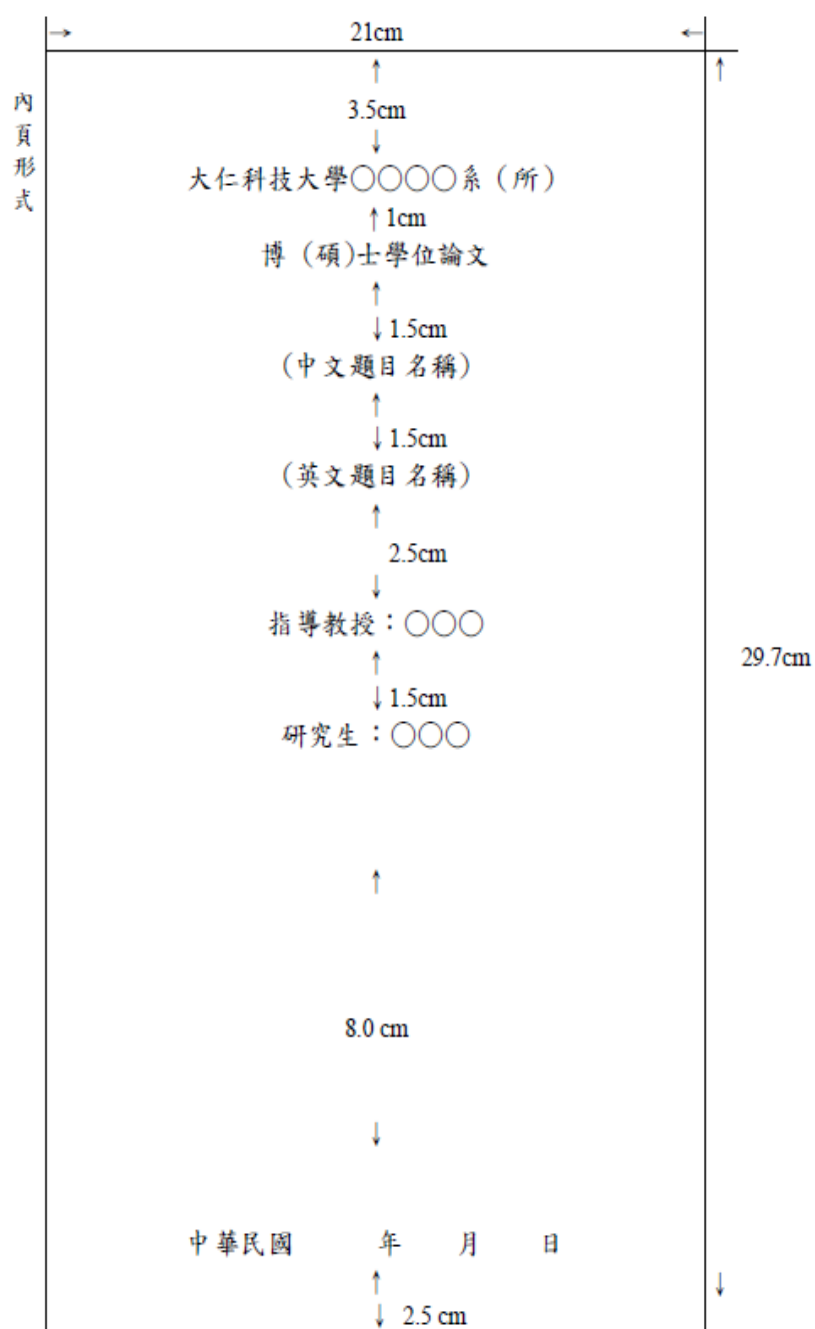 → 21cm ←
內頁形式
↑ ↑
3.5cm
↓
大仁科技大學○○○○系（所）
↑1cm
博（碩)士學位論文
↑
↓1.5cm
(中文題目名稱)
↑
↓1.5cm
(英文題目名稱)
↑
2.5cm
↓
指導教授：○○○
29.7cm
↑
↓1.5cm
研究生：○○○
↑
8.0 cm
↓
中華民國 年 月 日
↑ ↓
↓ 2.5 cm